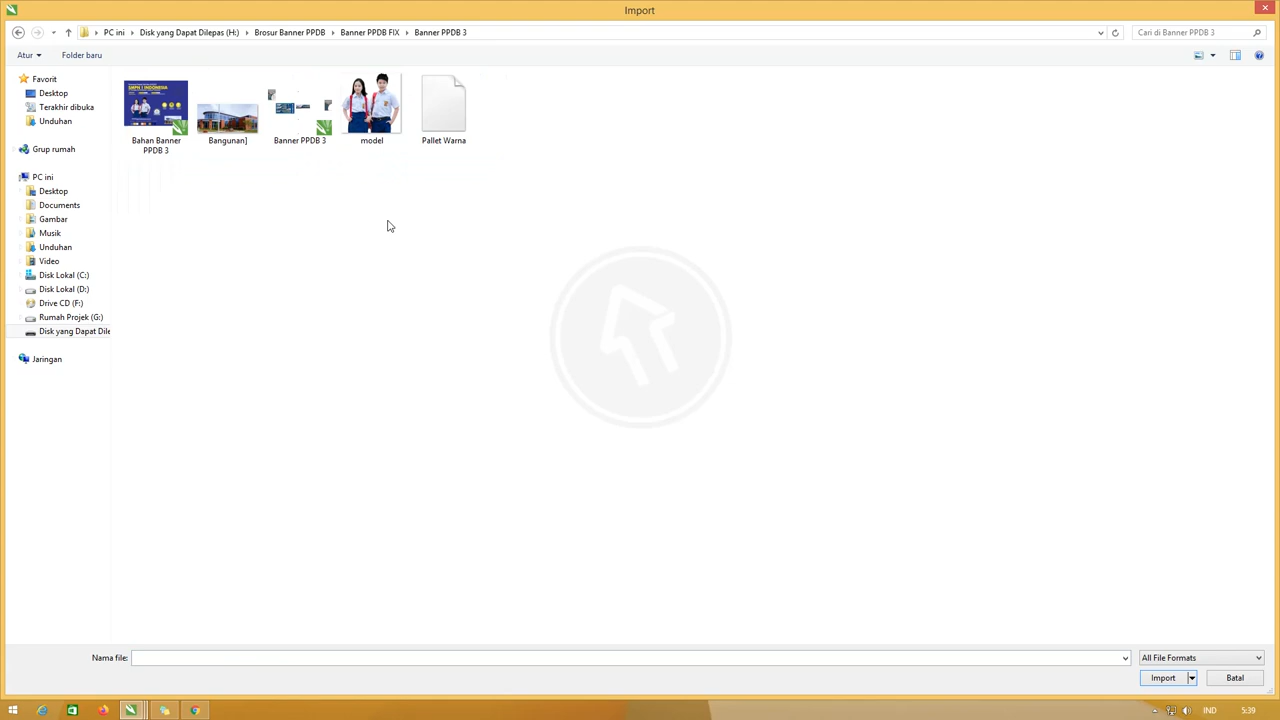 Import
PC ini
Disk yang Dapat Dilepas (H:)
Brosur Banner PPDB
Banner PPDB FIX
Banner PPDB 3
Cari di Banner PPDB 3
Atur
Folder baru
Favorit
Desktop
Terakhir dibuka
Unduhan
Grup rumah
PC ini
Desktop
Documents
Gambar
Musik
Unduhan
Video
Disk Lokal (C:)
Disk Lokal (D:)
Drive CD (F:)
Rumah Projek (G:)
Disk yang Dapat Dile
Jaringan
SMPN 1 INDONESIA
Bahan Banner
PPDB 3
Bangunan]
Banner PPDB 3
model
Pallet Warna
Nama file:
All File Formats
Import
Batal
IND
5:39